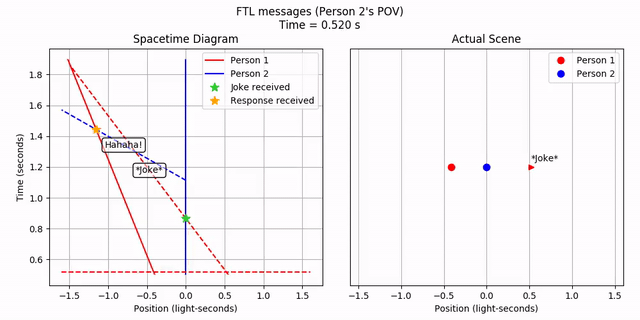 FTL messages (Person 2's POV)
Time = 0.520 s
Spacetime Diagram
Person 1
Person 2
Joke received
Response received
Hahaha!
*Joke*
1.8
1.6
1.4
1.2
1.0
0.8
0.6
Time (seconds)
-1.5 -1.0 -0.5 0.0 0.5 1.0 1.5
Position (light-seconds)
Actual Scene
Person 1
Person 2
*Joke*
-1.5 -1.0 -0.5 0.0 0.5 1.0 1.5
Position (light-seconds)